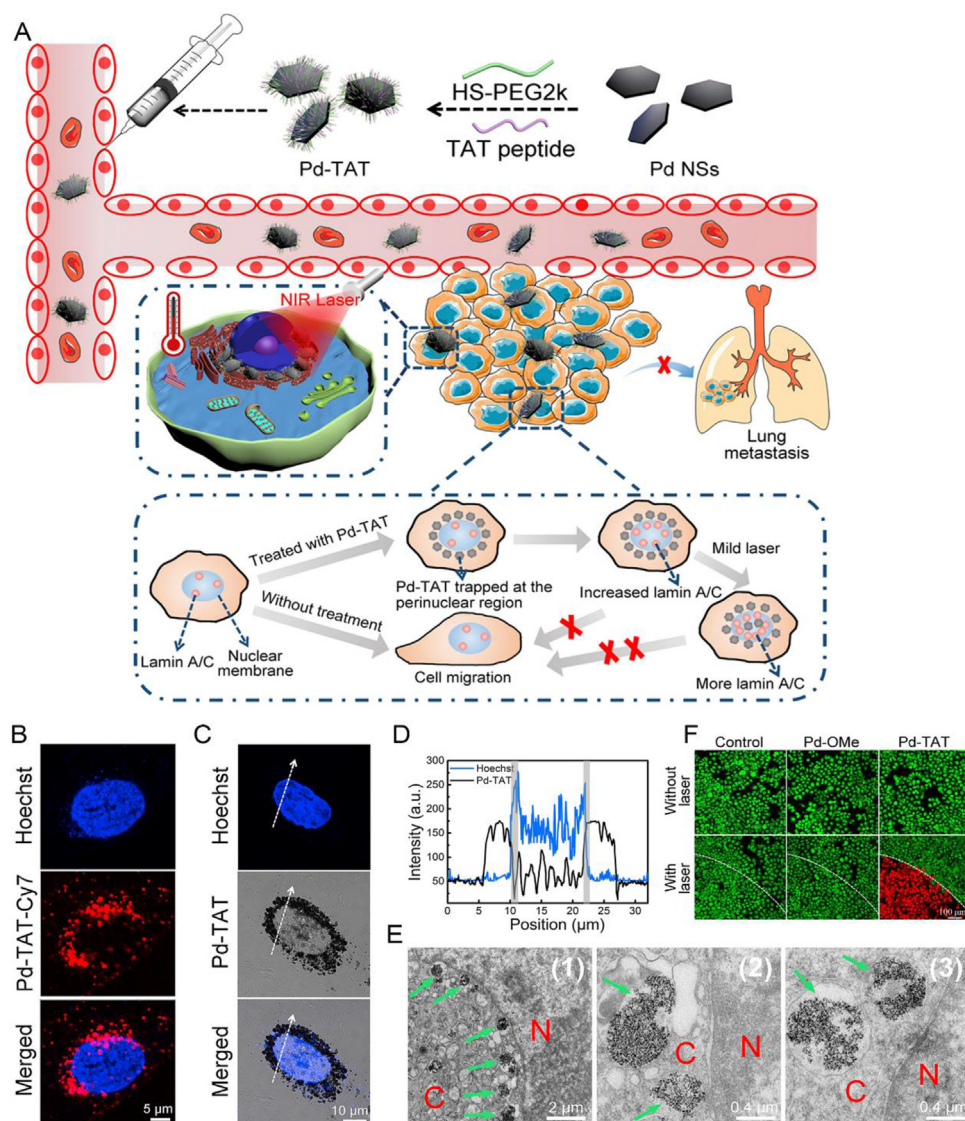 A
HS-PEG2k
TAT peptide
Pd-TAT
Pd NSs
NIR Laser
Lung
metastasis
Treated with Pd-TAT
Mild laser
Pd-TAT trapped at the
perinuclear region
Increased lamin A/C
Without treatment
Lamin A/C
Nuclear
membrane
Cell migration
More lamin A/C
B
Hoechst
Pd-TAT-Cy7
Merged
5 μm
C
Hoechst
Pd-TAT
Merged
10 μm
D
Hoechst
Pd-TAT
Intensity (a.u.)
300
250
200
150
100
50
0 5 10 15 20 25 30
Position (μm)
F
Control Pd-OMe Pd-TAT
Without
laser
With
laser
100 μm
E
(1)
N
C
2 μm
(2)
C
N
0.4 μm
(3)
C
N
0.4 μm